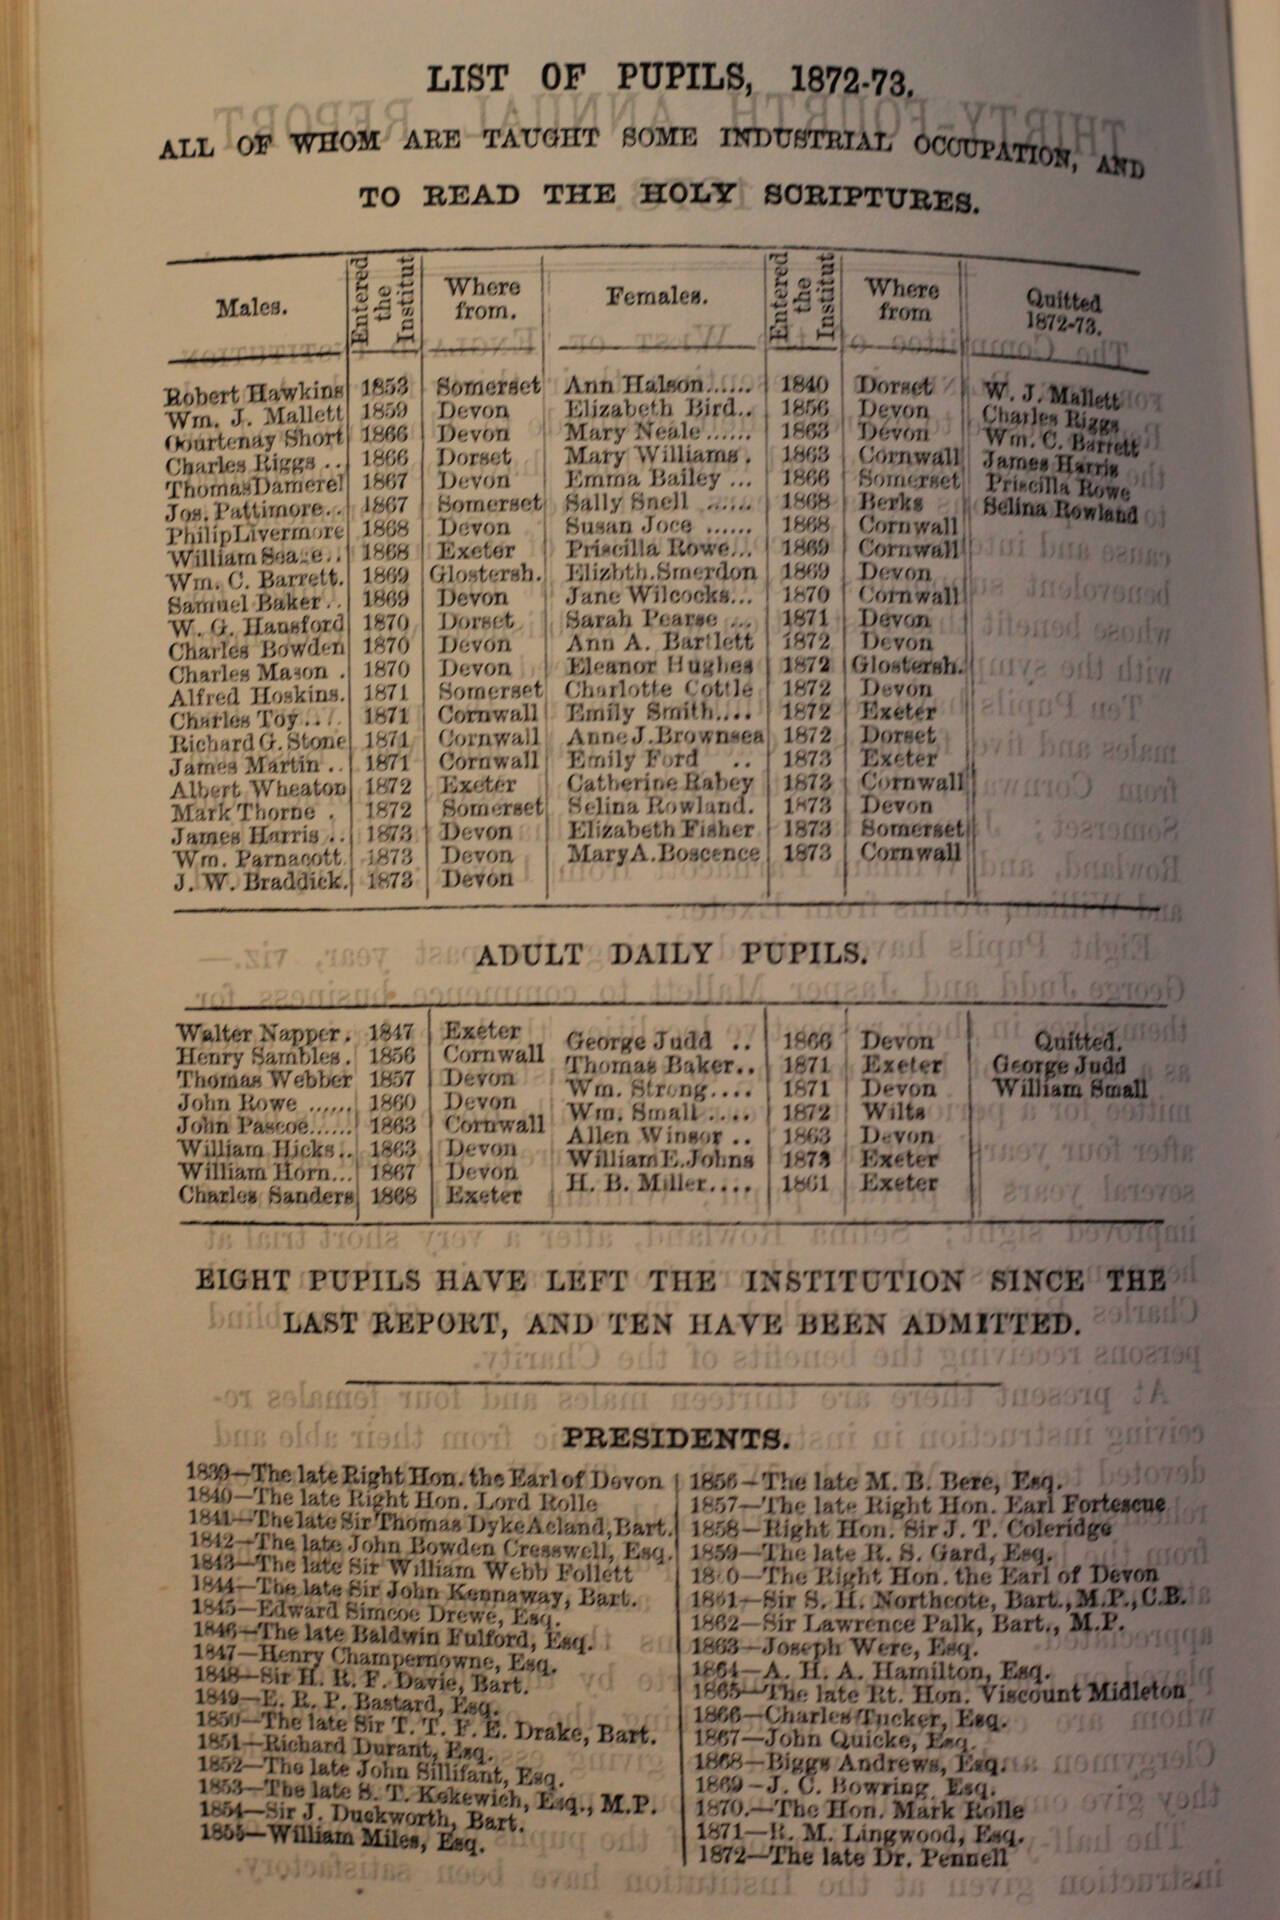 LIST OF PUPILS, 1872-73.
ALL OF WHOM ARE TAUGHT SOME INDUSTRIAL OCCUPATION, AND
TO READ THE HOLY SCRIPTURES.
Males. Entered the Institut Where from. Females. Entered the Institut Where from Quitted 1872-73.
Robert Hawkins 1853 Somerset Ann Halson...... 1840 Dorset W. J. Mallett
Wm. J. Mallett 1859 Devon Elizabeth Bird.. 1856 Devon Charles Riggs
Courtenay Short 1866 Devon Mary Neale...... 1863 Devon Wm. C. Barrett
Charles Riggs .. 1866 Dorset Mary Williams. 1863 Cornwall James Harris
Thomas Damerel 1867 Devon Emma Bailey ... 1866 Somerset Priscilla Rowe
Jos. Pattimore.. 1867 Somerset Sally Snell ...... 1868 Berks Selina Rowland
Philip Livermore 1868 Devon Susan Joce ...... 1868 Cornwall
William .. 1868 Exeter Priscilla Rowe... 1869 Cornwall
Wm. C. Barrett. 1869 Glostersh. Elizbth. Smerdon 1869 Devon
Samuel Baker.. 1869 Devon Jane Wilcocks... 1870 Cornwall
W. G. Hansford 1870 Dorset Sarah Pearse ... 1871 Devon
Charles Bowden 1870 Devon Ann A. Bartlett 1872 Devon
Charles Mason . 1870 Devon Eleanor Hughes 1872 Glostersh.
Alfred Hoskins. 1871 Somerset Charlotte Cottle 1872 Devon
Charles Toy.... 1871 Cornwall Emily Smith.... 1872 Exeter
Richard G. Stone 1871 Cornwall Anne J. Brownsea 1872 Dorset
James Martin .. 1871 Cornwall Emily Ford .. 1873 Exeter
Albert Wheaton 1872 Exeter Catherine Rabey 1873 Cornwall
Mark Thorne . 1872 Somerset Selina Rowland. 1873 Devon
James Harris .. 1873 Devon Elizabeth Fisher 1873 Somerset
Wm. Parnacott 1873 Devon Mary A. Boscence 1873 Cornwall
J. W. Braddick. 1873 Devon
ADULT DAILY PUPILS.
Walter Napper. 1847 Exeter George Judd .. 1866 Devon Quitted.
Henry Sambles. 1856 Cornwall Thomas Baker.. 1871 Exeter George Judd
Thomas Webber 1857 Devon Wm. Strong.... 1871 Devon William Small
John Rowe ...... 1860 Devon Wm. Small .... 1872 Wilts
John Pascoe...... 1863 Cornwall Allen Winsor .. 1863 Devon
William Hicks.. 1863 Devon William E. Johns 1873 Exeter
William Horn... 1867 Devon H. B. Miller.... 1861 Exeter
Charles Sanders 1868 Exeter
EIGHT PUPILS HAVE LEFT THE INSTITUTION SINCE THE
LAST REPORT, AND TEN HAVE BEEN ADMITTED.
PRESIDENTS.
1839—The late Right Hon. the Earl of Devon
1840—The late Right Hon. Lord Rolle
1841—The late Sir Thomas Dyke Acland, Bart.
1842—The late John Bowden Cresswell, Esq.
1843—The late Sir William Webb Follett
1844—The late Sir John Kennaway, Bart.
1845—Edward Simcoe Drewe, Esq.
1846—The late Baldwin Fulford, Esq.
1847—Henry Champernowne, Esq.
1848—Sir H. R. F. Davie, Bart.
1849—E. R. P. Bastard, Esq.
1850—The late Sir T. T. F. E. Drake, Bart.
1851—Richard Durant, Esq.
1852—The late John Sillifant, Esq.
1853—The late S. T. Kekewich, Esq., M.P.
1854—Sir J. Duckworth, Bart.
1855—William Miles, Esq.
1856—The late M. B. Bere, Esq.
1857—The late Right Hon. Earl Fortescue
1858—Right Hon. Sir J. T. Coleridge
1859—The late R. S. Gard, Esq.
18 0—The Right Hon. the Earl of Devon
1861—Sir S. H. Northcote, Bart., M.P., C.B.
1862—Sir Lawrence Palk, Bart., M.P.
1863—Joseph Were, Esq.
1864—A. H. A. Hamilton, Esq.
1865—The late Rt. Hon. Viscount Midleton
1866—Charles Tucker, Esq.
1867—John Quicke, Esq.
1868—Biggs Andrews, Esq.
1869—J. C. Bowring, Esq.
1870.—The Hon. Mark Rolle
1871—R. M. Lingwood, Esq.
1872—The late Dr. Pennell